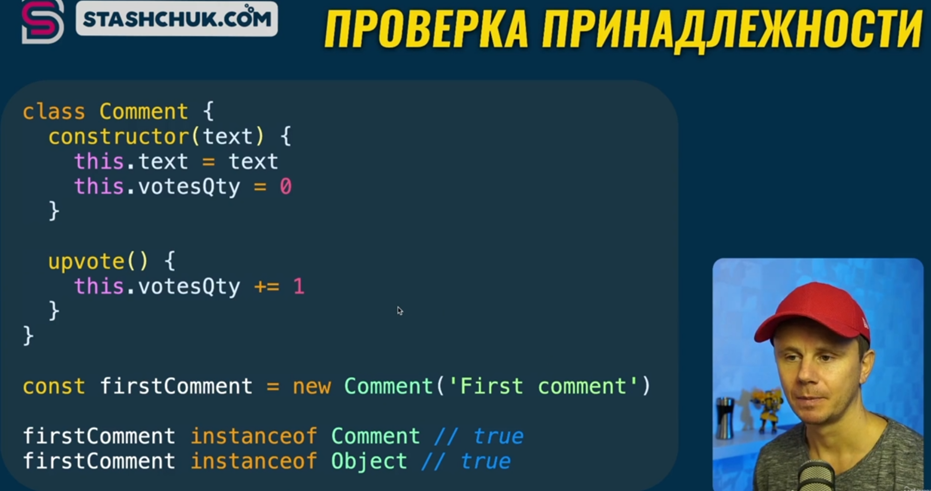 STASHCHUK.COM
ПРОВЕРКА ПРИНАДЛЕЖНОСТИ
class Comment {
  constructor(text) {
    this.text = text
    this.votesQty = 0
  }

  upvote() {
    this.votesQty += 1
  }
}

const firstComment = new Comment('First comment')

firstComment instanceof Comment // true
firstComment instanceof Object // true